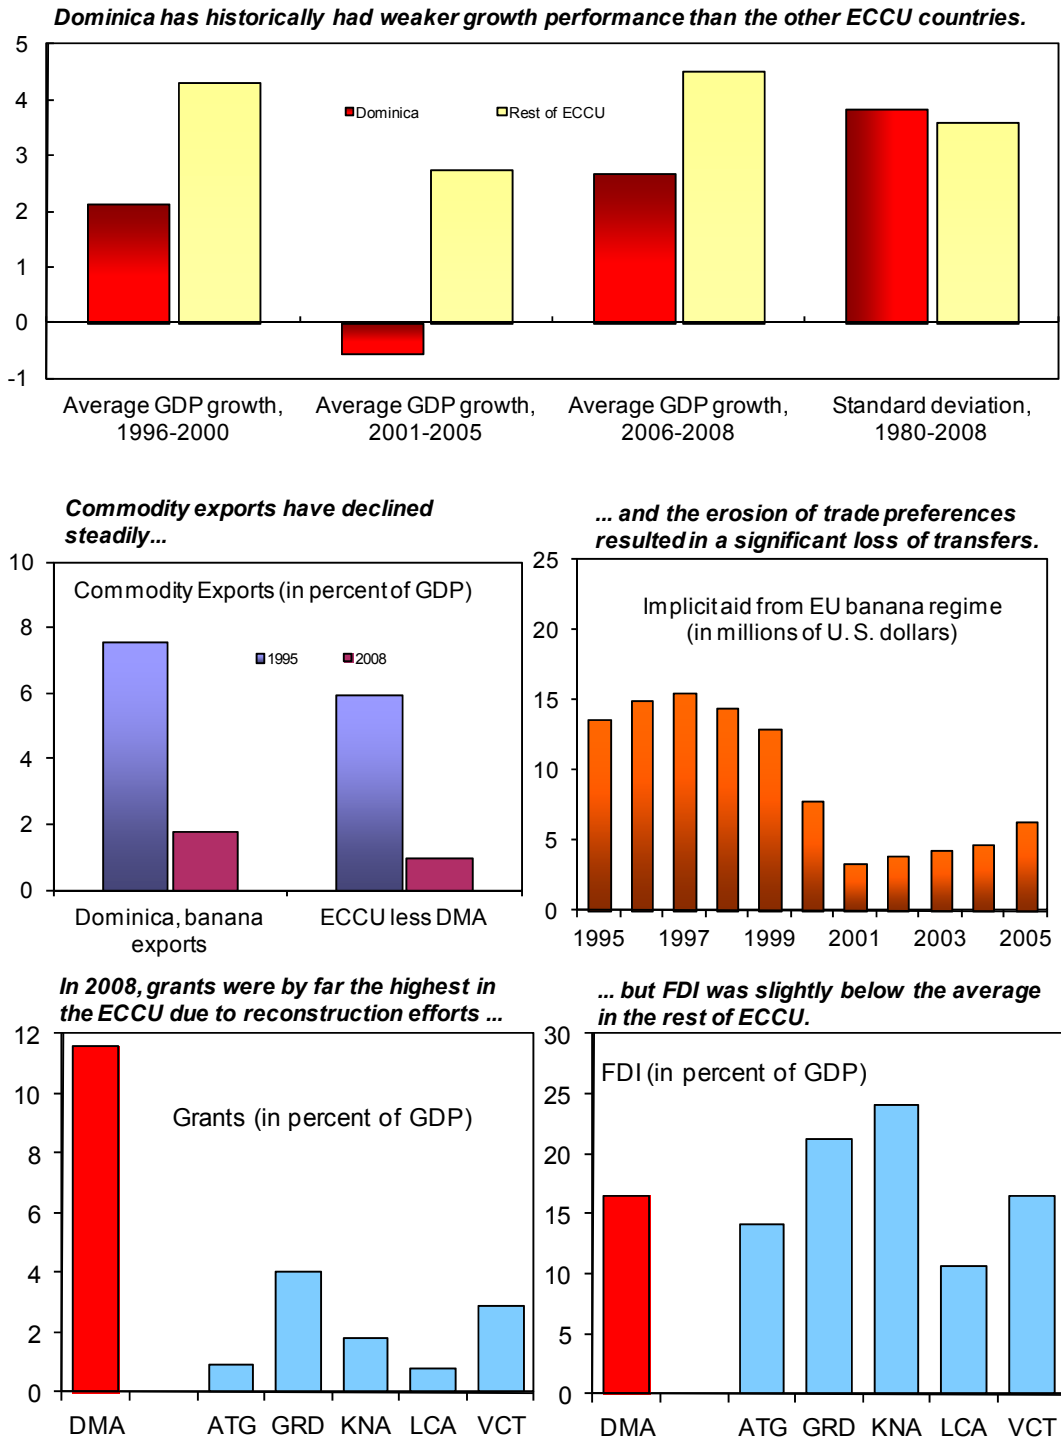 Dominica has historically had weaker growth performance than the other ECCU countries.
5
4
3
2
1
0
-1
Dominica
Rest of ECCU
Average GDP growth,
1996-2000
Average GDP growth,
2001-2005
Average GDP growth,
2006-2008
Standard deviation,
1980-2008
Commodity exports have declined
steadily...
10
8
6
4
2
0
Commodity Exports (in percent of GDP)
1995
2008
Dominica, banana
exports
ECCU less DMA
... and the erosion of trade preferences
resulted in a significant loss of transfers.
25
20
15
10
5
0
Implicit aid from EU banana regime
(in millions of U. S. dollars)
1995 1997 1999 2001 2003 2005
In 2008, grants were by far the highest in
the ECCU due to reconstruction efforts ...
12
10
8
6
4
2
0
Grants (in percent of GDP)
DMA ATG GRD KNA LCA VCT
... but FDI was slightly below the average
in the rest of ECCU.
30
25
20
15
10
5
0
FDI (in percent of GDP)
DMA ATG GRD KNA LCA VCT